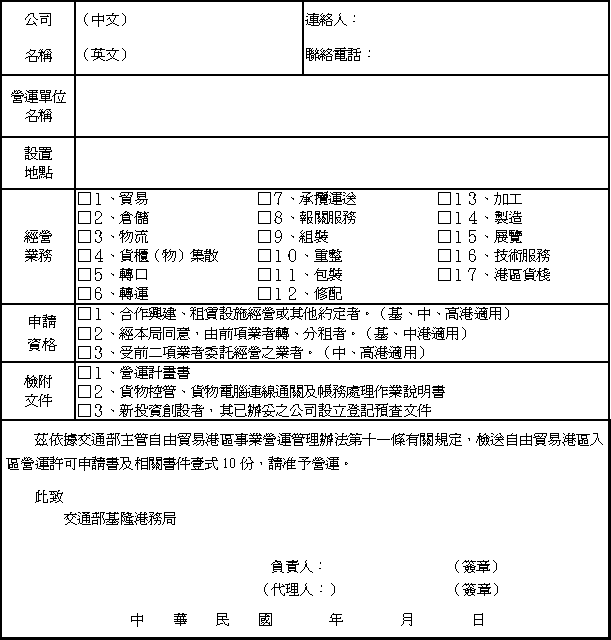 公司 （中文） 連絡人：
名稱 （英文） 聯絡電話：
營運單位
名稱
設置
地點
經營
業務
□１、貿易 □７、承攬運送 □１３、加工
□２、倉儲 □８、報關服務 □１４、製造
□３、物流 □９、組裝 □１５、展覽
□４、貨櫃（物）集散 □１０、重整 □１６、技術服務
□５、轉口 □１１、包裝 □１７、港區貨棧
□６、轉運 □１２、修配
申請
資格
□１、合作興建、租賃設施經營或其他約定者。（基、中、高港適用）
□２、經本局同意，由前項業者轉、分租者。（基、中港適用）
□３、受前二項業者委託經營之業者。（中、高港適用）
檢附
文件
□１、營運計畫書
□２、貨物控管、貨物電腦連線通關及帳務處理作業說明書
□３、新投資創設者，其已辦妥之公司設立登記預查文件
茲依據交通部主管自由貿易港區事業營運管理辦法第十一條有關規定，檢送自由貿易港區入
區營運許可申請書及相關書件壹式10份，請准予營運。
此致
交通部基隆港務局
負責人： （簽章）
（代理人：） （簽章）
中 華 民 國 年 月 日